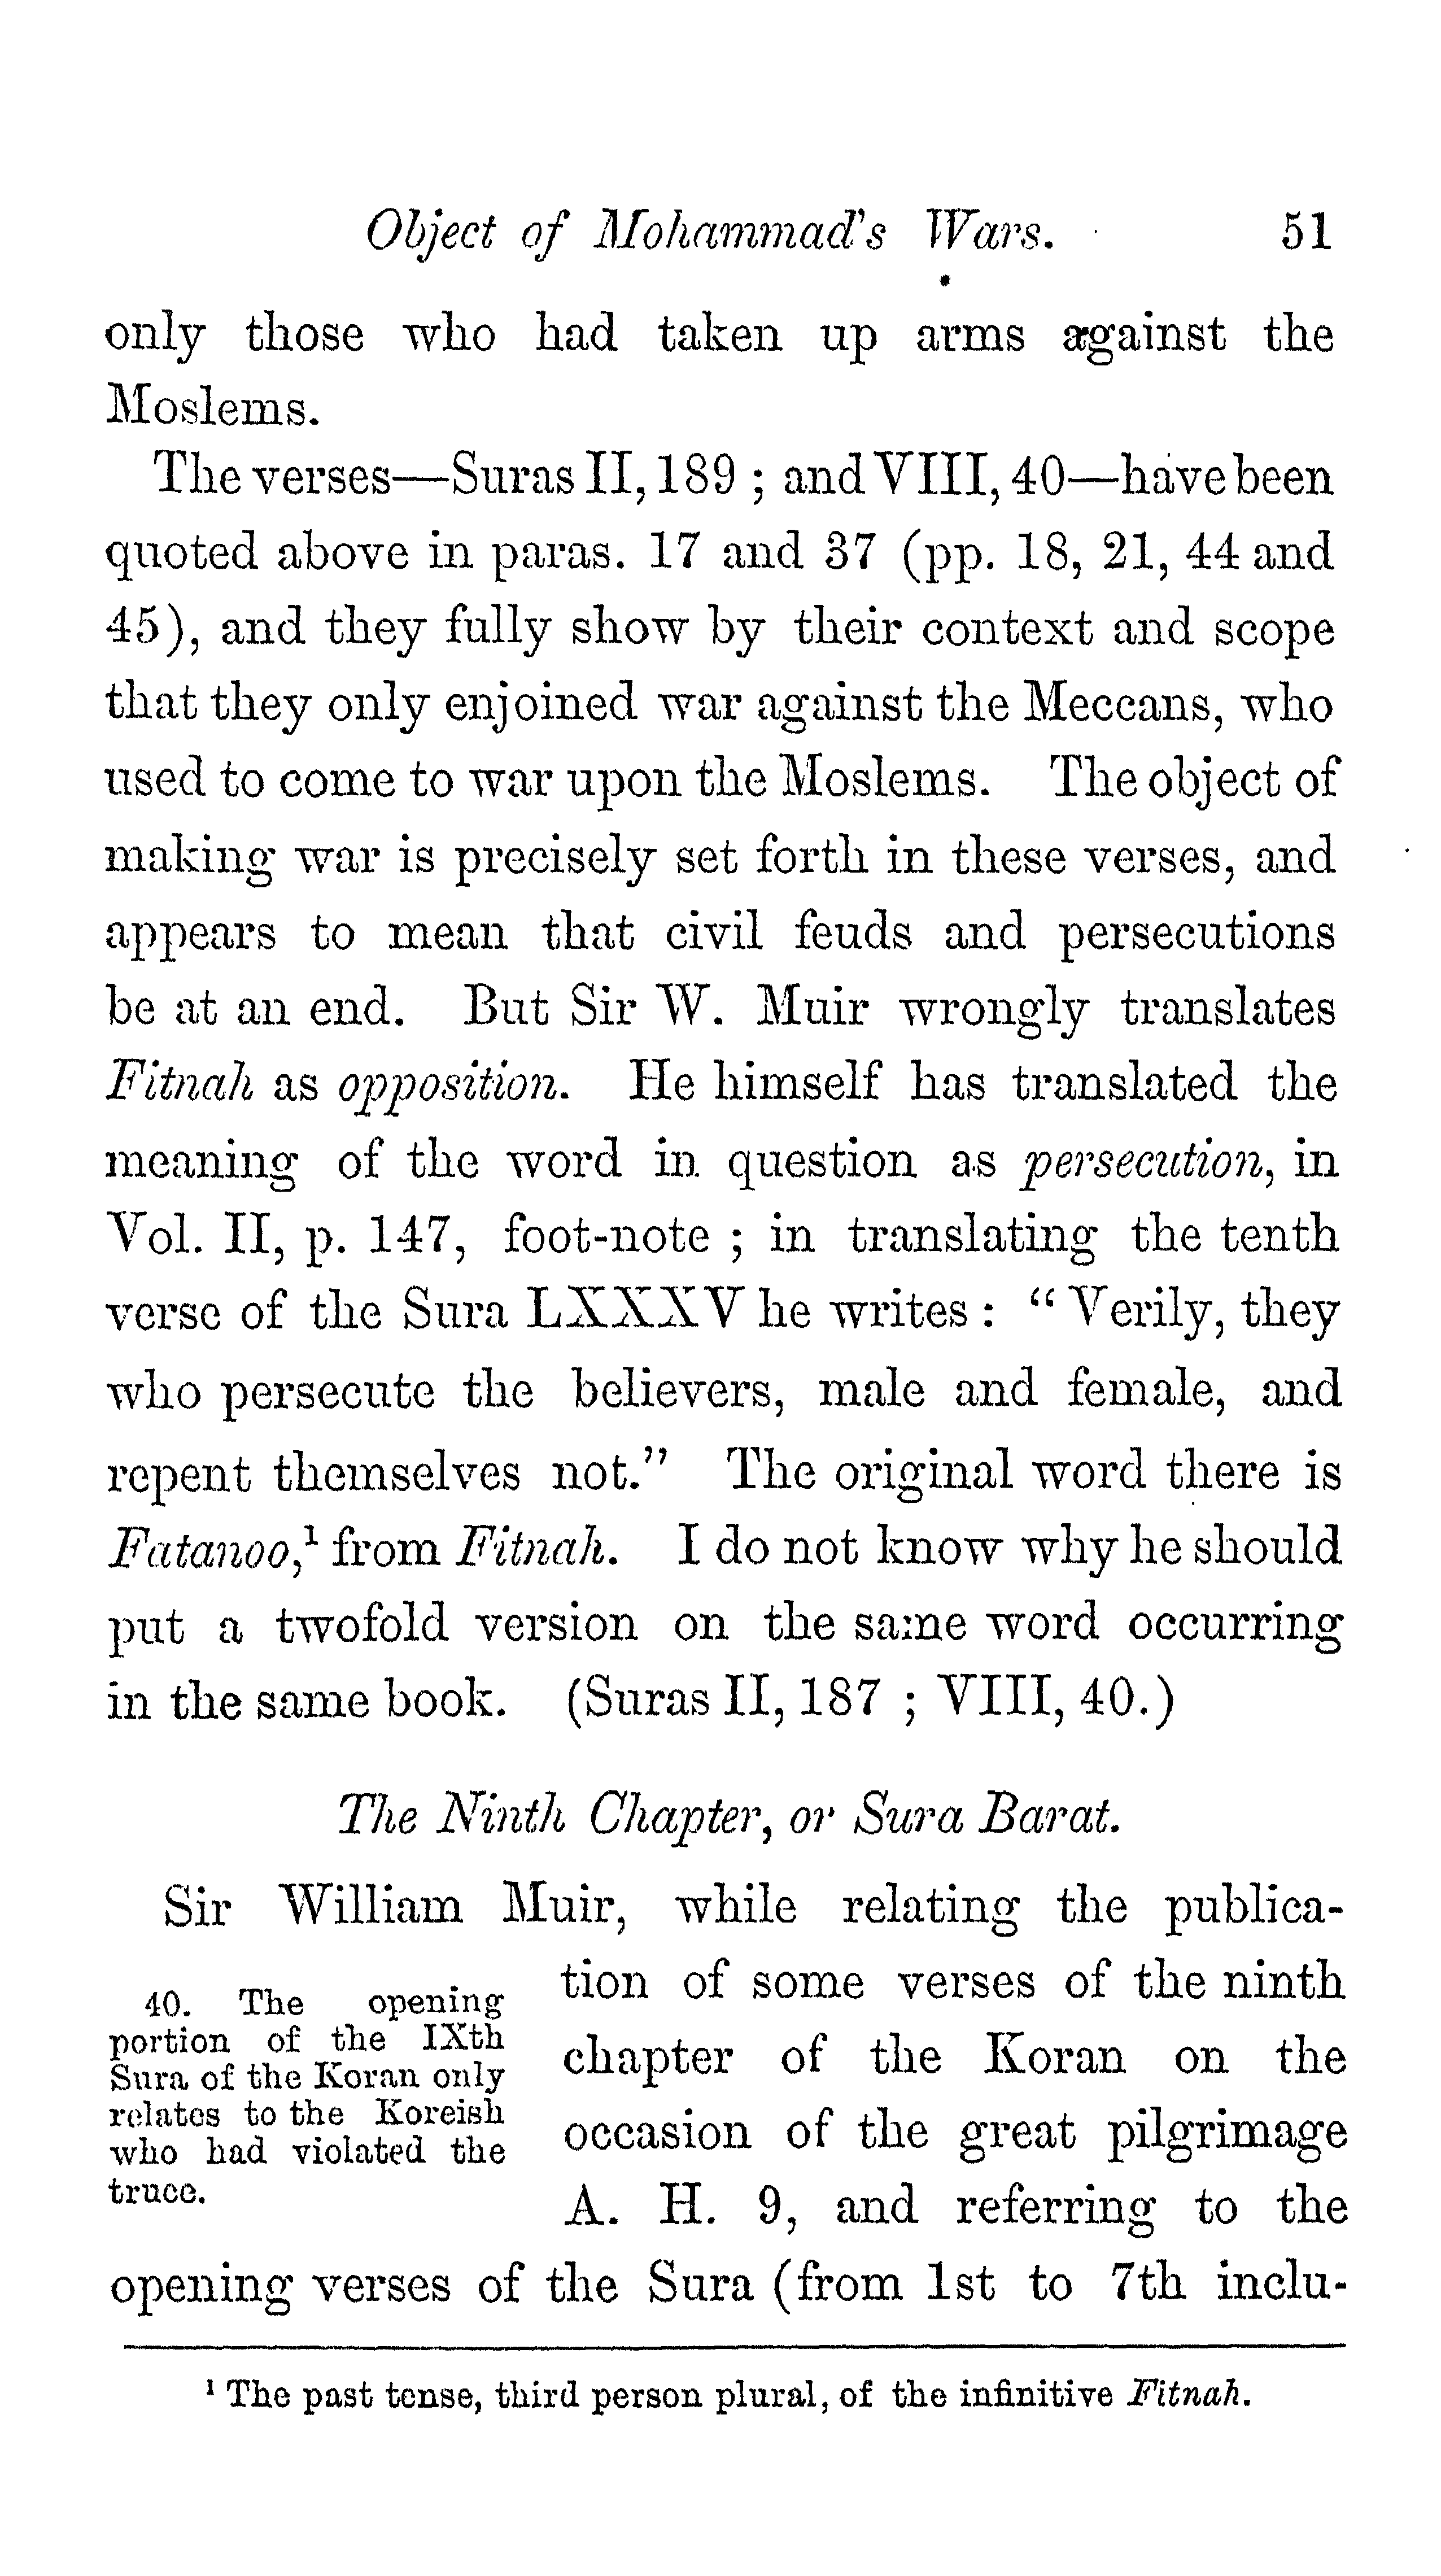 Object of Mohammad's Wars. 51
only those who had taken up arms against the
Moslems.
The verses—Suras II, 189 ; and VIII, 40—have been
quoted above in paras. 17 and 37 (pp. 18, 21, 44 and
45), and they fully show by their context and scope
that they only enjoined war against the Meccans, who
used to come to war upon the Moslems. The object of
making war is precisely set forth in these verses, and
appears to mean that civil feuds and persecutions
be at an end. But Sir W. Muir wrongly translates
Fitnah as opposition. He himself has translated the
meaning of the word in question as persecution, in
Vol. II, p. 147, foot-note ; in translating the tenth
verse of the Sura LXXXV he writes : “ Verily, they
who persecute the believers, male and female, and
repent themselves not.” The original word there is
Fatanoo,¹ from Fitnah. I do not know why he should
put a twofold version on the same word occurring
in the same book. (Suras II, 187 ; VIII, 40.)
The Ninth Chapter, or Sura Barat.
Sir William Muir, while relating the publica-
40. The opening
portion of the IXth
Sura of the Koran only
relates to the Koreish
who had violated the
truce.
tion of some verses of the ninth
chapter of the Koran on the
occasion of the great pilgrimage
A. H. 9, and referring to the
opening verses of the Sura (from 1st to 7th inclu-
¹ The past tense, third person plural, of the infinitive Fitnah.